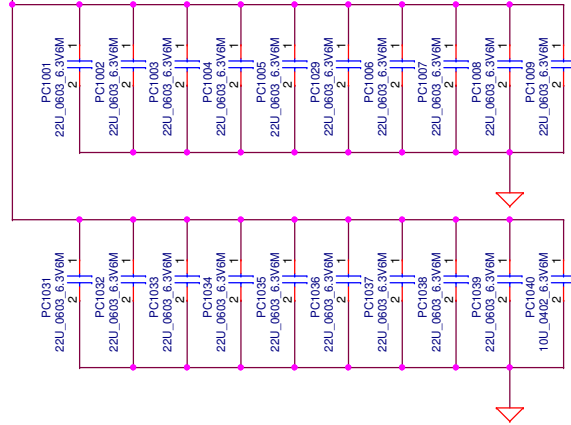 PC1001
22U_0603_6.3V6M
1
2
PC1002
22U_0603_6.3V6M
1
2
PC1003
22U_0603_6.3V6M
1
2
PC1004
22U_0603_6.3V6M
1
2
PC1005
22U_0603_6.3V6M
1
2
PC1029
22U_0603_6.3V6M
1
2
PC1006
22U_0603_6.3V6M
1
2
PC1007
22U_0603_6.3V6M
1
2
PC1008
22U_0603_6.3V6M
1
2
PC1009
22U_0603_6.3V6M
1
2
PC1031
22U_0603_6.3V6M
1
2
PC1032
22U_0603_6.3V6M
1
2
PC1033
22U_0603_6.3V6M
1
2
PC1034
22U_0603_6.3V6M
1
2
PC1035
22U_0603_6.3V6M
1
2
PC1036
22U_0603_6.3V6M
1
2
PC1037
22U_0603_6.3V6M
1
2
PC1038
22U_0603_6.3V6M
1
2
PC1039
22U_0603_6.3V6M
1
2
PC1040
10U_0402_6.3V6M
1
2